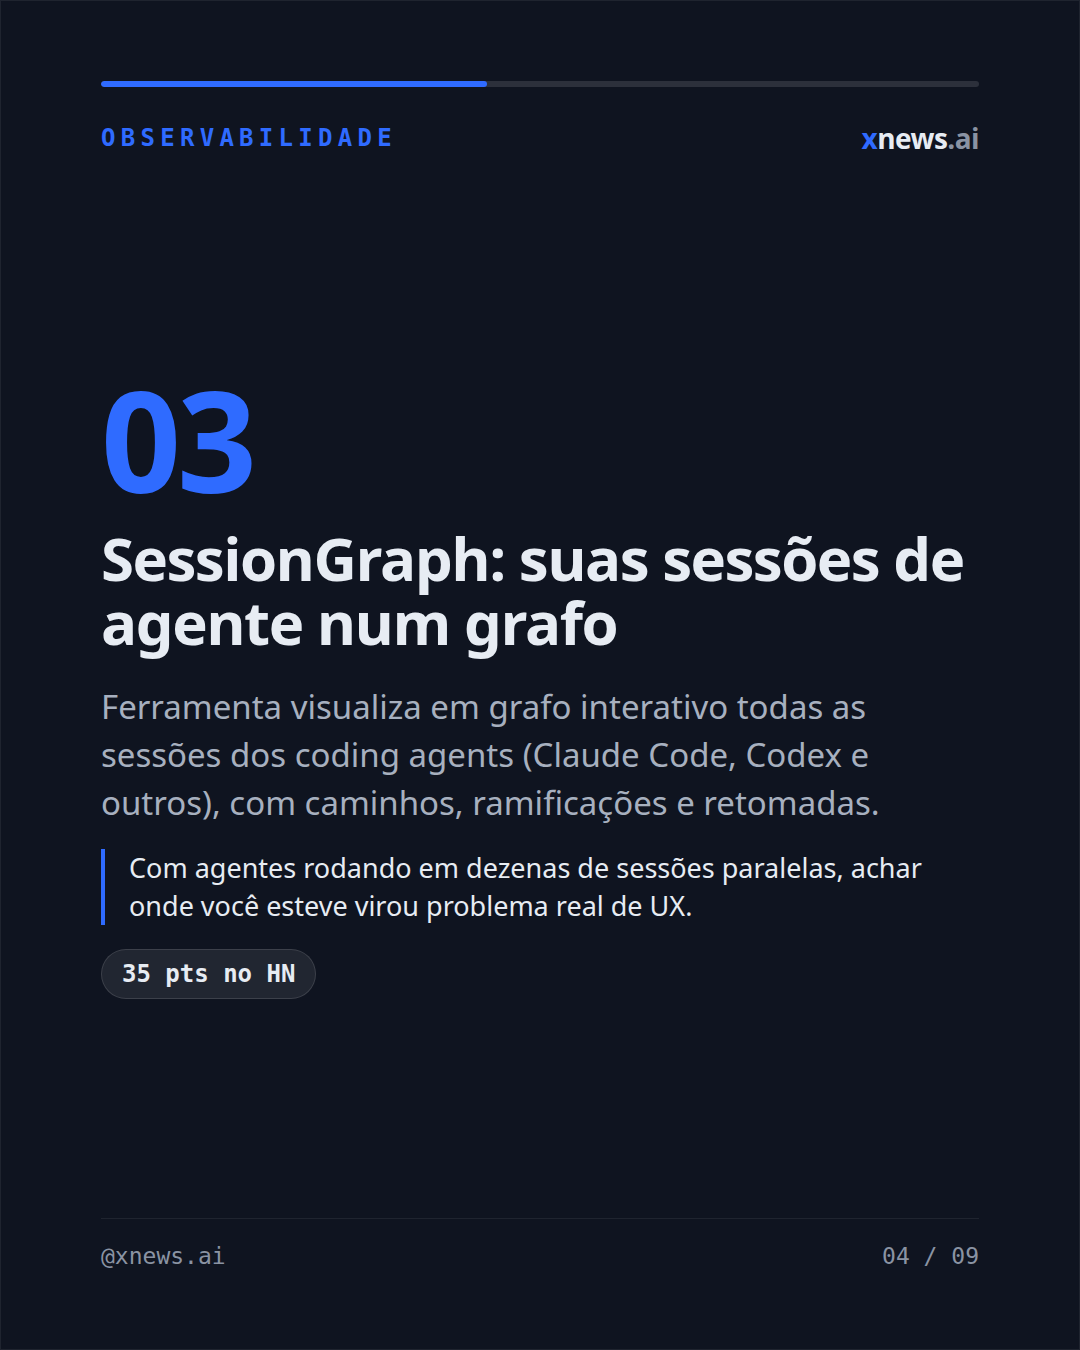 OBSERVABILIDADE
xnews.ai
03
SessionGraph: suas sessões de
agente num grafo
Ferramenta visualiza em grafo interativo todas as
sessões dos coding agents (Claude Code, Codex e
outros), com caminhos, ramificações e retomadas.
Com agentes rodando em dezenas de sessões paralelas, achar
onde você esteve virou problema real de UX.
35 pts no HN
@xnews.ai
04 / 09